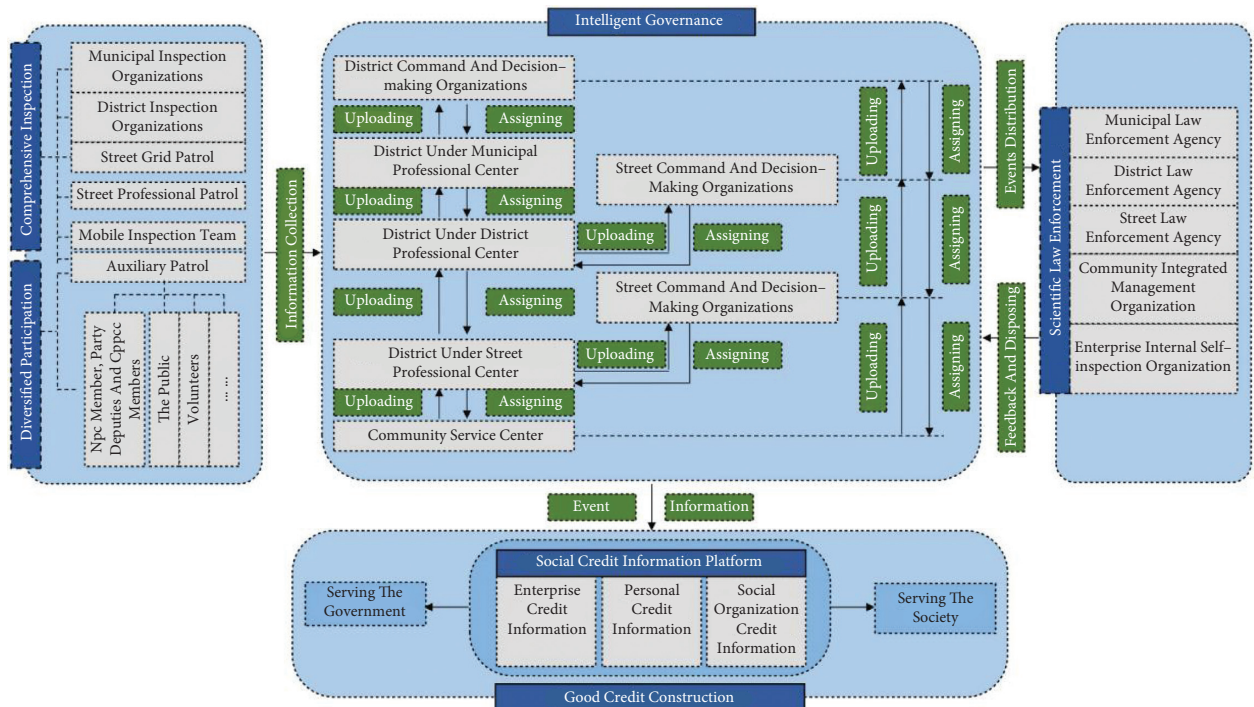 Comprehensive Inspection
Diversified Participation
Municipal Inspection
Organizations
District Inspection
Organizations
Street Grid Patrol
Street Professional Patrol
Mobile Inspection Team
Auxiliary Patrol
Npc Member, Party
Deputies And Cppcc
Members
The Public
Volunteers
... ...
Information Collection
Intelligent Governance
District Command And Decision–
making Organizations
Uploading
Assigning
District Under Municipal
Professional Center
Uploading
Assigning
District Under District
Professional Center
Uploading
Assigning
Street Command And Decision–
Making Organizations
Uploading
Assigning
Street Command And Decision–
Making Organizations
District Under Street
Professional Center
Uploading
Assigning
Uploading
Assigning
Community Service Center
Uploading
Assigning
Uploading
Assigning
Uploading
Assigning
Events Distribution
Feedback And Disposing
Scientific Law Enforcement
Municipal Law
Enforcement Agency
District Law
Enforcement Agency
Street Law
Enforcement Agency
Community Integrated
Management
Organization
Enterprise Internal Self–
inspection Organization
Event
Information
Social Credit Information Platform
Enterprise
Credit
Information
Personal
Credit
Information
Social
Organization
Credit
Information
Serving The
Government
Serving The
Society
Good Credit Construction